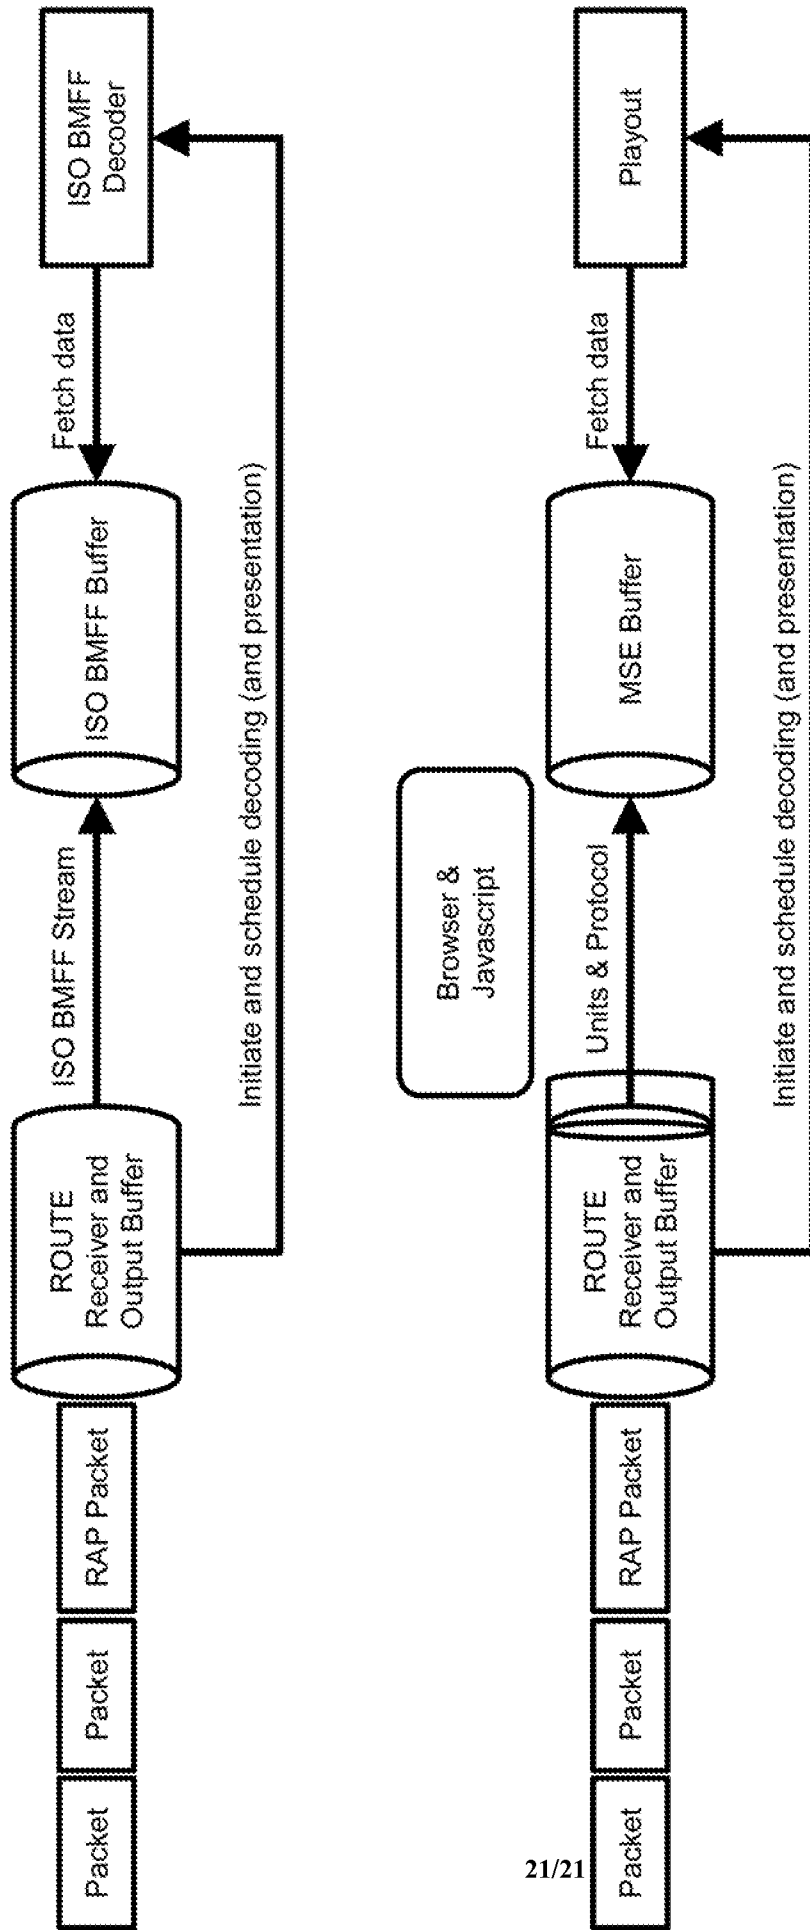 Packet
Packet
RAP Packet
ROUTE
Receiver and
Output Buffer
ISO BMFF Stream
ISO BMFF Buffer
Fetch data
ISO BMFF
Decoder
Initiate and schedule decoding (and presentation)
Browser &
Javascript
Packet
Packet
RAP Packet
ROUTE
Receiver and
Output Buffer
Units & Protocol
MSE Buffer
Fetch data
Playout
Initiate and schedule decoding (and presentation)
21/21